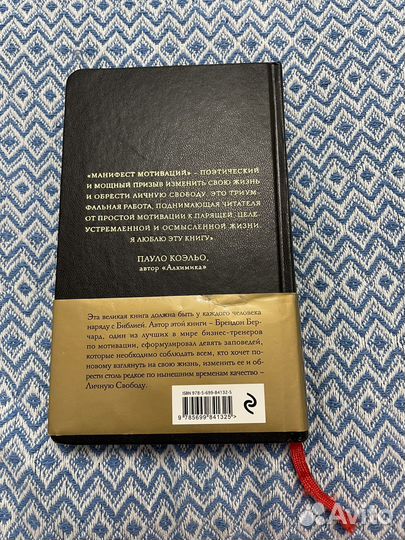 «МАНИФЕСТ МОТИВАЦИЙ» – ПОЭТИЧЕСКИЙ
И МОЩНЫЙ ПРИЗЫВ ИЗМЕНИТЬ СВОЮ ЖИЗНЬ
И ОБРЕСТИ ЛИЧНУЮ СВОБОДУ. ЭТО ТРИУМ-
ФАЛЬНАЯ РАБОТА, ПОДНИМАЮЩАЯ ЧИТАТЕЛЯ
ОТ ПРОСТОЙ МОТИВАЦИИ К ПАРЯЩЕЙ, ЦЕЛЕ-
УСТРЕМЛЕННОЙ И ОСМЫСЛЕННОЙ ЖИЗНИ.
Я ЛЮБЛЮ ЭТУ КНИГУ».
ПАУЛО КОЭЛЬО,
автор «Алхимика»
Эта великая книга должна быть у каждого человека
наряду с Библией. Автор этой книги – Брендон Бер-
чард, один из лучших в мире бизнес-тренеров
по мотивации, сформулировал девять заповедей,
которые необходимо соблюдать всем, кто хочет по-
новому взглянуть на свою жизнь, изменить ее и об-
рести столь редкое по нынешним временам качество –
Личную Свободу.
ISBN 978-5-699-84132-5
9 785699 841325
Avito